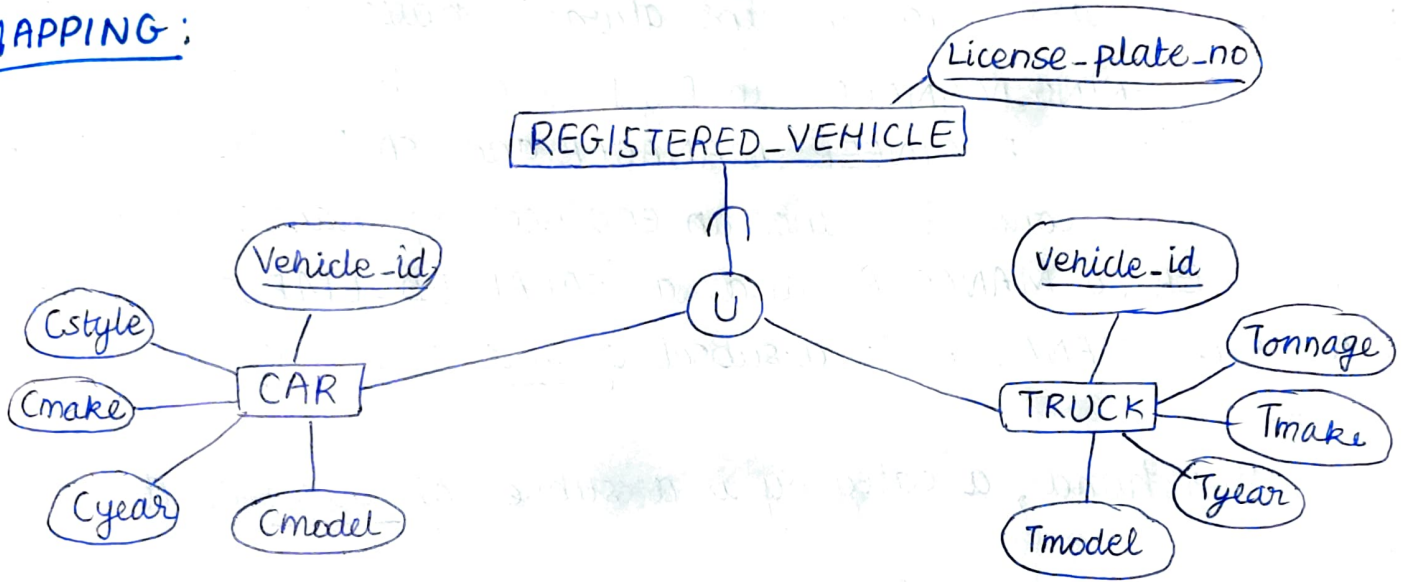 MAPPING:
License_plate_no
REGISTERED_VEHICLE
Vehicle_id
vehicle_id
U
Cstyle
Tonnage
CAR
Cmake
TRUCK
Tmake
Cyear
Cmodel
Tyear
Tmodel